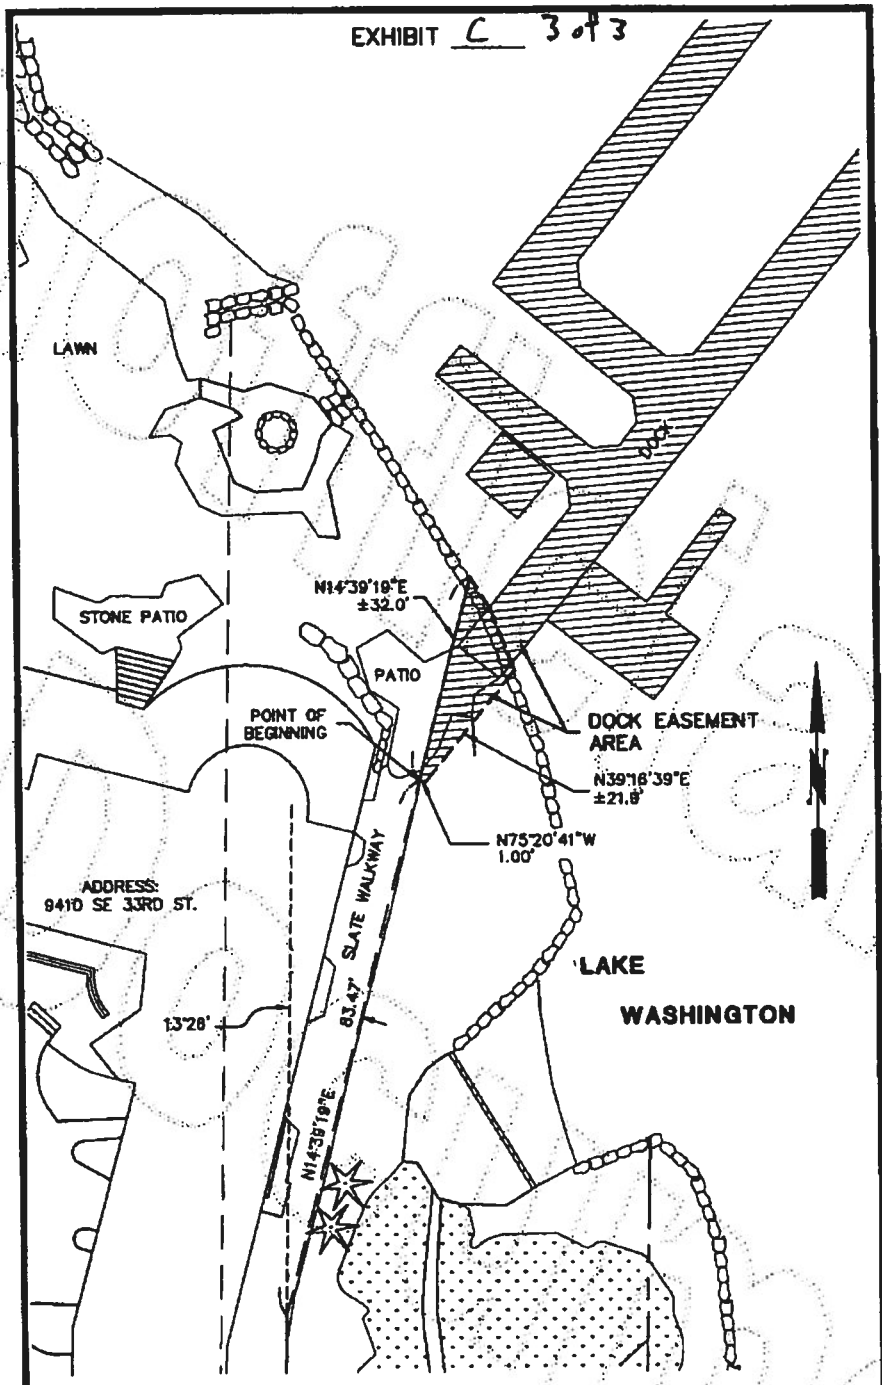 EXHIBIT C 3 of 3
LAWN
DOCK
N14°39'19"E
±32.0'
STONE PATIO
PATIO
POINT OF
BEGINNING
DOCK EASEMENT
AREA
N39°16'39"E
±21.8'
N75°20'41"W
1.00'
ADDRESS:
9410 SE 33RD ST.
SLATE WALKWAY
83.47'
N
LAKE
WASHINGTON
13°26'
N14°39'19"E